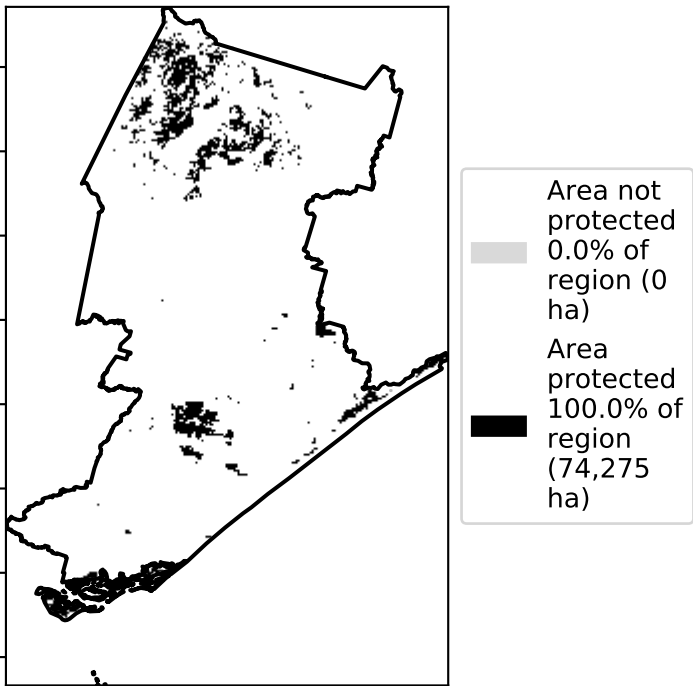 Area not
protected
0.0% of
region (0
ha)
Area
protected
100.0% of
region
(74,275
ha)